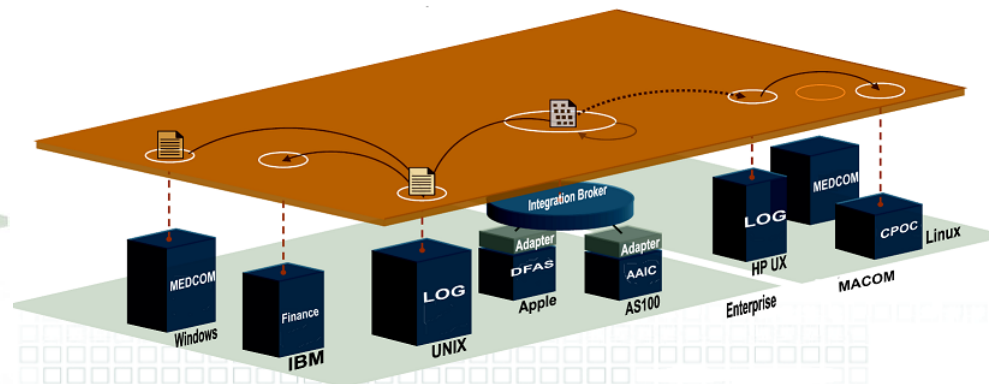 Integration Broker
MEDCOM
Windows
Finance
IBM
LOG
UNIX
Adapter
DFAS
Apple
Adapter
AAIC
AS100
LOG
HP UX
Enterprise
MEDCOM
CPOC
Linux
MACOM